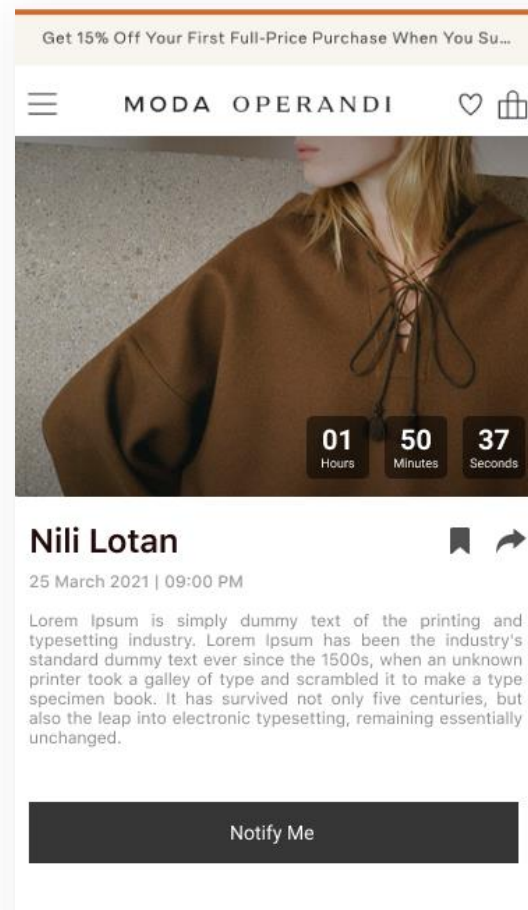 Get 15% Off Your First Full-Price Purchase When You Su...
MODA OPERANDI
01 50 37
Hours Minutes Seconds
Nili Lotan
25 March 2021 | 09:00 PM
Lorem Ipsum is simply dummy text of the printing and
typesetting industry. Lorem Ipsum has been the industry's
standard dummy text ever since the 1500s, when an unknown
printer took a galley of type and scrambled it to make a type
specimen book. It has survived not only five centuries, but
also the leap into electronic typesetting, remaining essentially
unchanged.
Notify Me